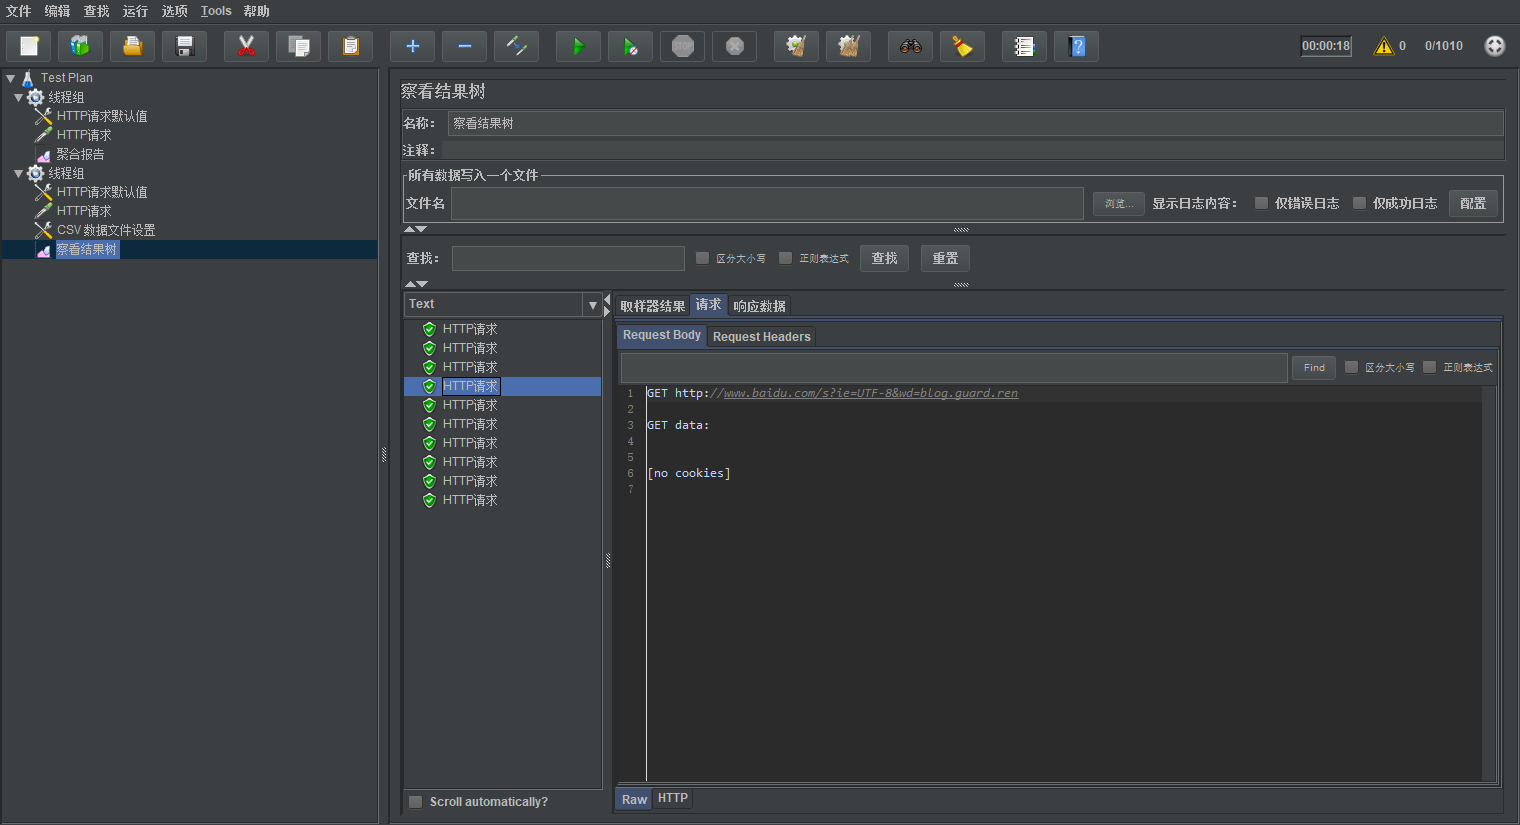 文件 编辑 查找 运行 选项 Tools 帮助
STOP
00:00:18 0 0/1010
Test Plan
线程组
HTTP请求默认值
HTTP请求
聚合报告
线程组
HTTP请求默认值
HTTP请求
CSV 数据文件设置
察看结果树
察看结果树
名称： 察看结果树
注释：
所有数据写入一个文件
文件名 浏览... 显示日志内容： 仅错误日志 仅成功日志 配置
查找： 区分大小写 正则表达式 查找 重置
Text
HTTP请求
HTTP请求
HTTP请求
HTTP请求
HTTP请求
HTTP请求
HTTP请求
HTTP请求
HTTP请求
HTTP请求
Scroll automatically?
取样器结果 请求 响应数据
Request Body Request Headers
Find 区分大小写 正则表达式
1 GET http://www.baidu.com/s?ie=UTF-8&wd=blog.guard.ren
2
3 GET data:
4
5
6 [no cookies]
7
Raw HTTP